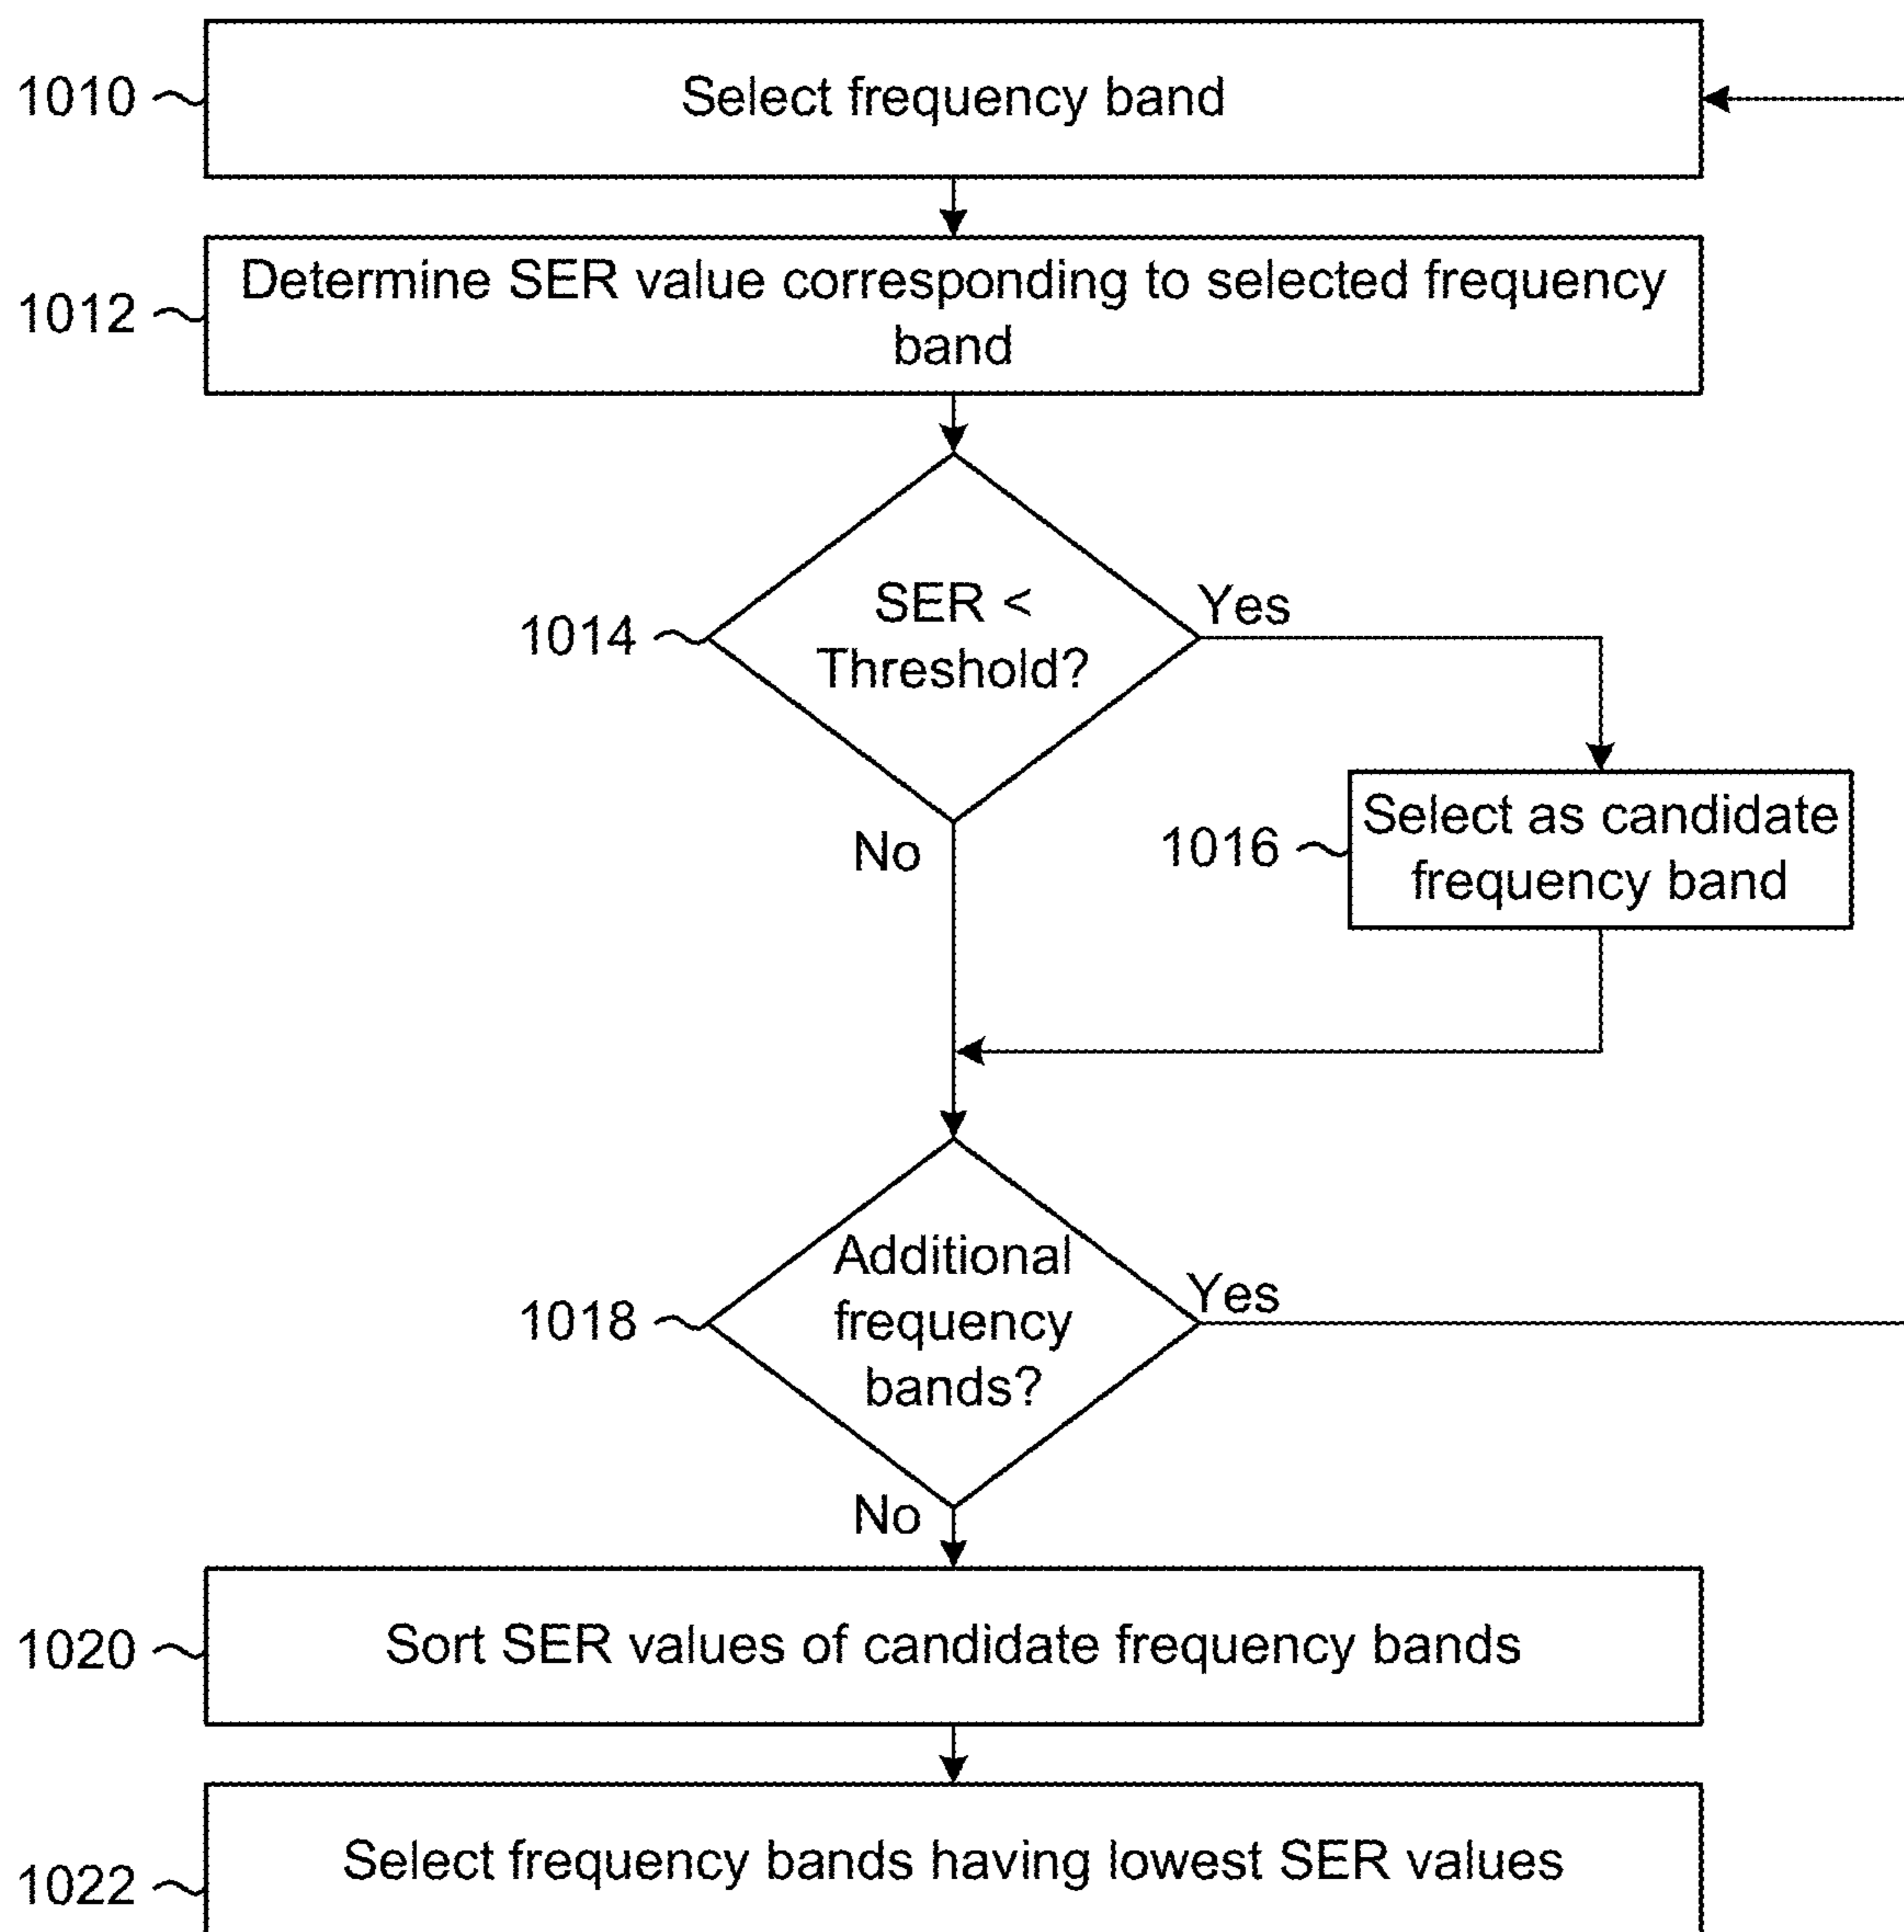 1010
Select frequency band
1012
Determine SER value corresponding to selected frequency
band
1014
SER <
Threshold?
Yes
No
1016
Select as candidate
frequency band
1018
Additional
frequency
bands?
Yes
No
1020
Sort SER values of candidate frequency bands
1022
Select frequency bands having lowest SER values